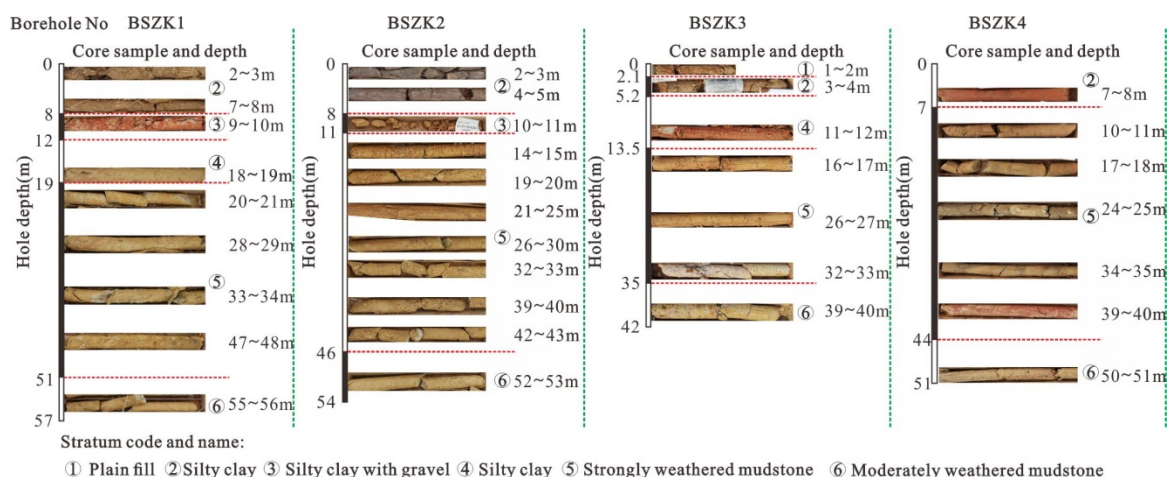 Borehole No BSZK1 BSZK2 BSZK3 BSZK4
Core sample and depth Core sample and depth Core sample and depth Core sample and depth
Hole depth(m)
0
8
12
19
51
57
② 2~3m
7~8m
③ 9~10m
④ 18~19m
20~21m
28~29m
⑤ 33~34m
47~48m
⑥ 55~56m
Hole depth(m)
0
8
11
46
54
② 2~3m
4~5m
③ 10~11m
14~15m
19~20m
21~25m
⑤ 26~30m
32~33m
39~40m
42~43m
⑥ 52~53m
Hole depth(m)
0
2.1
5.2
13.5
35
42
① 1~2m
② 3~4m
④ 11~12m
16~17m
⑤ 26~27m
32~33m
⑥ 39~40m
Hole depth(m)
0
7
44
51
② 7~8m
10~11m
17~18m
⑤ 24~25m
34~35m
39~40m
⑥ 50~51m
Stratum code and name:
① Plain fill ②Silty clay ③ Silty clay with gravel ④ Silty clay ⑤ Strongly weathered mudstone ⑥ Moderately weathered mudstone